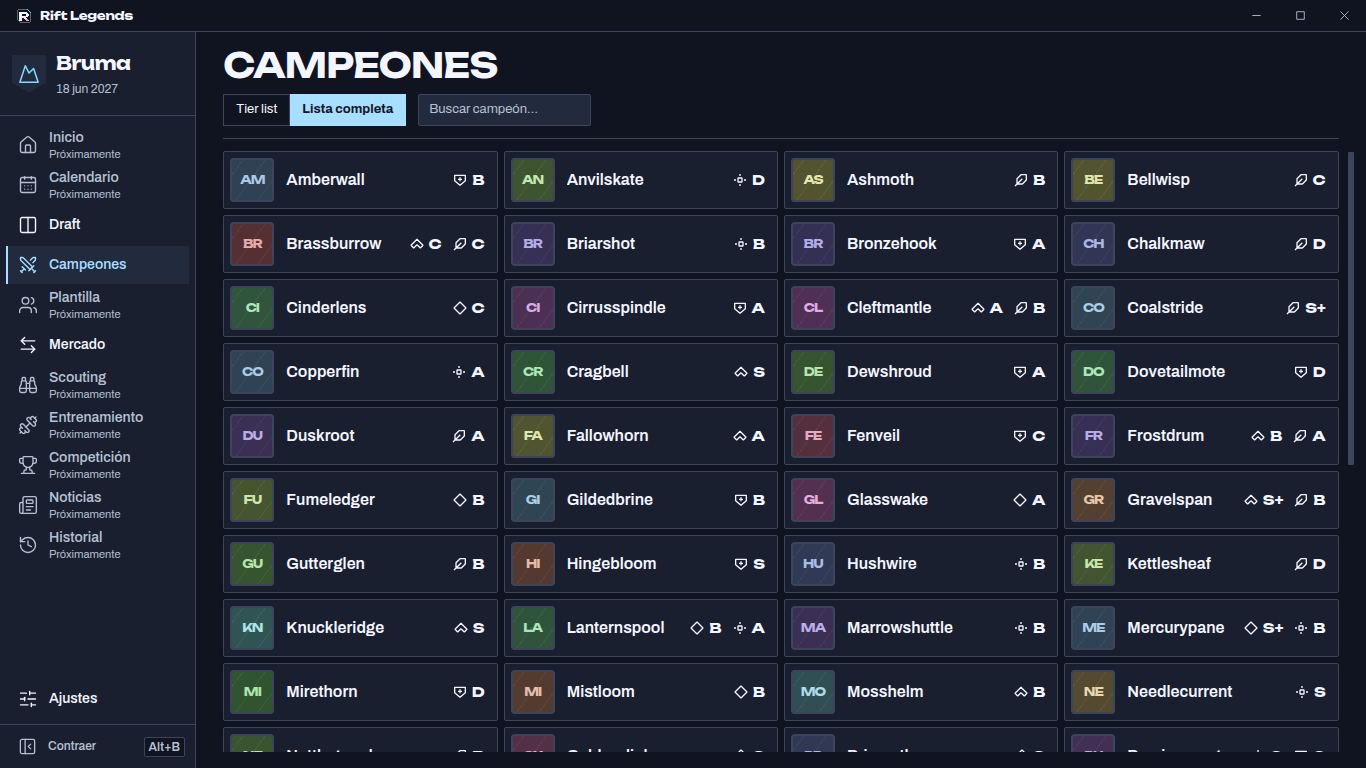 Rift Legends
Bruma
18 jun 2027
Inicio
Próximamente
Calendario
Próximamente
Draft
Campeones
Plantilla
Próximamente
Mercado
Scouting
Próximamente
Entrenamiento
Próximamente
Competición
Próximamente
Noticias
Próximamente
Historial
Próximamente
Ajustes
Contraer Alt+B
CAMPEONES
Tier list Lista completa Buscar campeón...
AM Amberwall B
AN Anvilskate D
AS Ashmoth B
BE Bellwisp C
BR Brassburrow C C
BR Briarshot B
BR Bronzehook A
CH Chalkmaw D
CI Cinderlens C
CI Cirrusspindle A
CL Cleftmantle A B
CO Coalstride S+
CO Copperfin A
CR Cragbell S
DE Dewshroud A
DO Dovetailmote D
DU Duskroot A
FA Fallowhorn A
FE Fenveil C
FR Frostdrum B A
FU Fumeledger B
GI Gildedbrine B
GL Glasswake A
GR Gravelspan S+ B
GU Gutterglen B
HI Hingebloom S
HU Hushwire B
KE Kettlesheaf D
KN Knuckleridge S
LA Lanternspool B A
MA Marrowshuttle B
ME Mercurypane S+ B
MI Mirethorn D
MI Mistloom B
MO Mosshelm B
NE Needlecurrent S